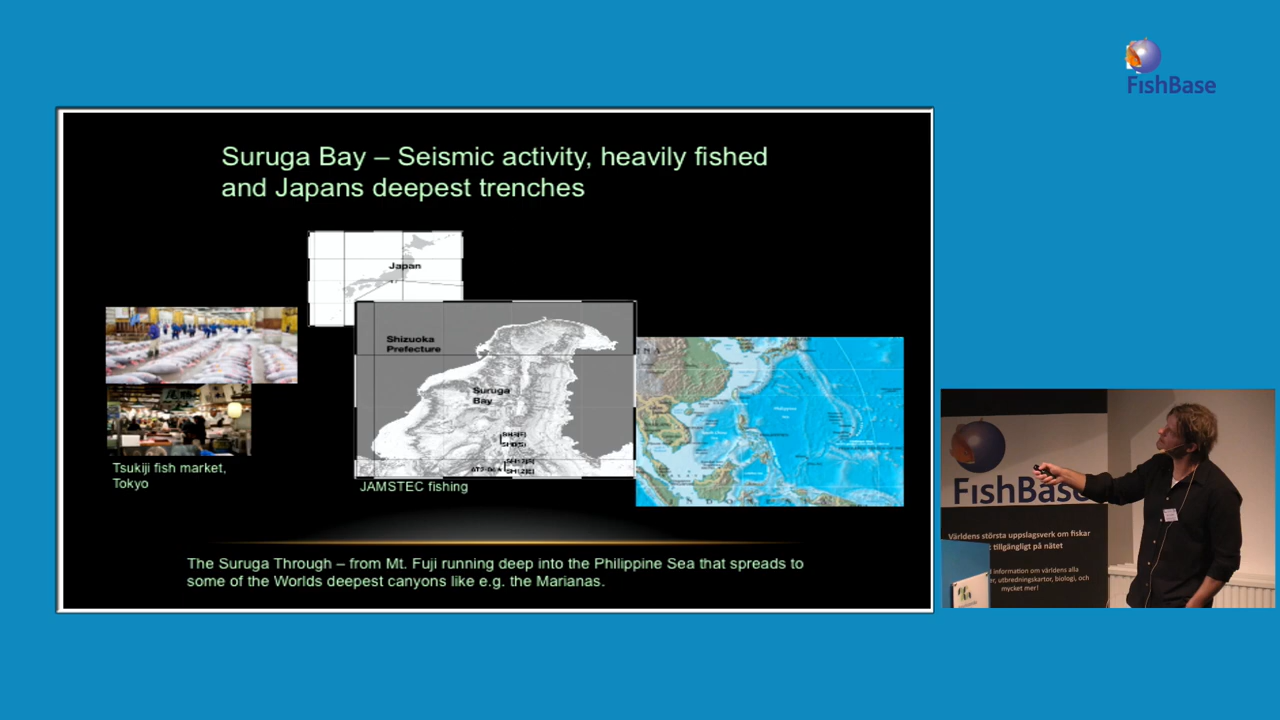 FishBase
Suruga Bay – Seismic activity, heavily fished
and Japans deepest trenches
Japan
Shizuoka
Prefecture
Suruga
Bay
Tsukiji fish market,
Tokyo
JAMSTEC fishing
The Suruga Through – from Mt. Fuji running deep into the Philippine Sea that spreads to
some of the Worlds deepest canyons like e.g. the Marianas.
FishBase
Världens största uppslagsverk om fiskar
tillgängligt på nätet
information om världens alla
utbredningskartor, biologi, och
mycket mer!